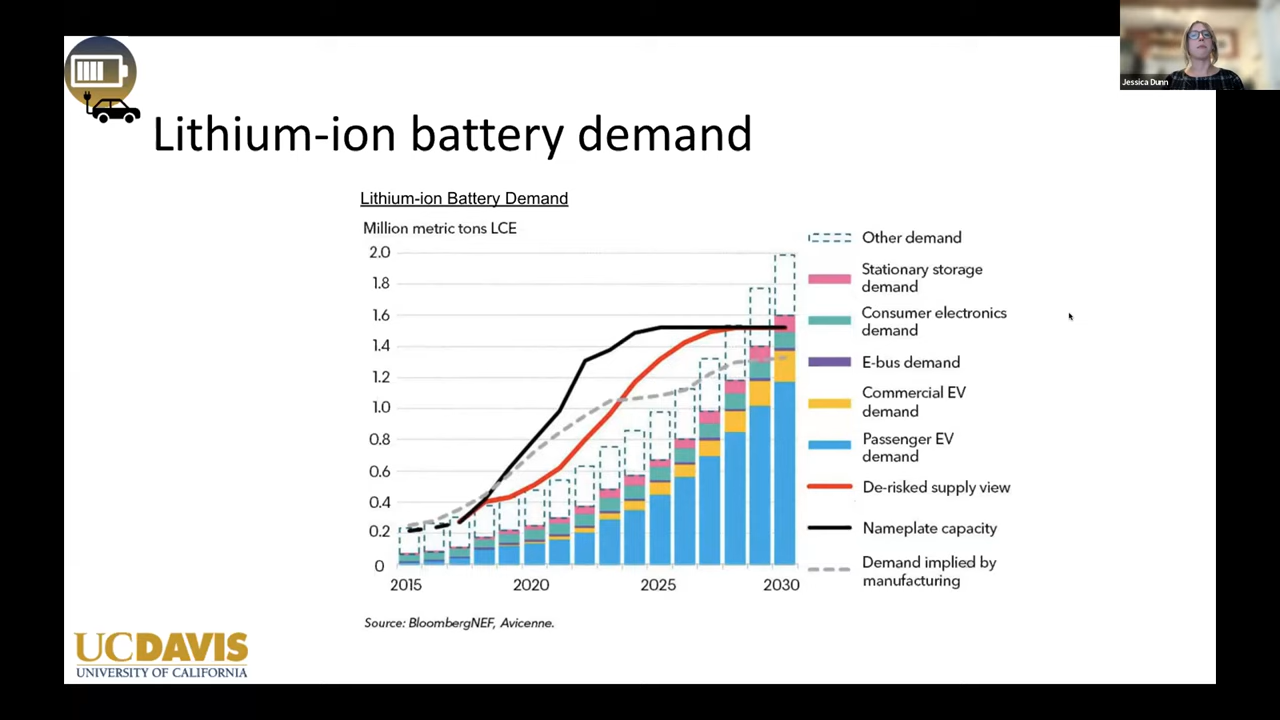 Jessica Dunn
Lithium-ion battery demand
Lithium-ion Battery Demand
Million metric tons LCE
2.0
1.8
1.6
1.4
1.2
1.0
0.8
0.6
0.4
0.2
0
2015
2020
2025
2030
Other demand
Stationary storage
demand
Consumer electronics
demand
E-bus demand
Commercial EV
demand
Passenger EV
demand
De-risked supply view
Nameplate capacity
Demand implied by
manufacturing
Source: BloombergNEF, Avicenne.
UCDAVIS
UNIVERSITY OF CALIFORNIA